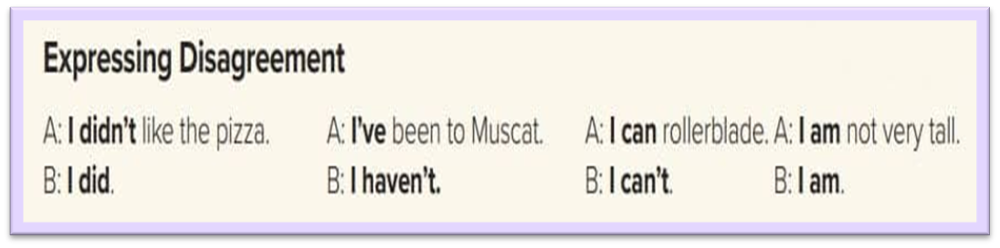 Expressing Disagreement
A: I didn't like the pizza. A: I've been to Muscat. A: I can rollerblade. A: I am not very tall.
B: I did. B: I haven't. B: I can't. B: I am.